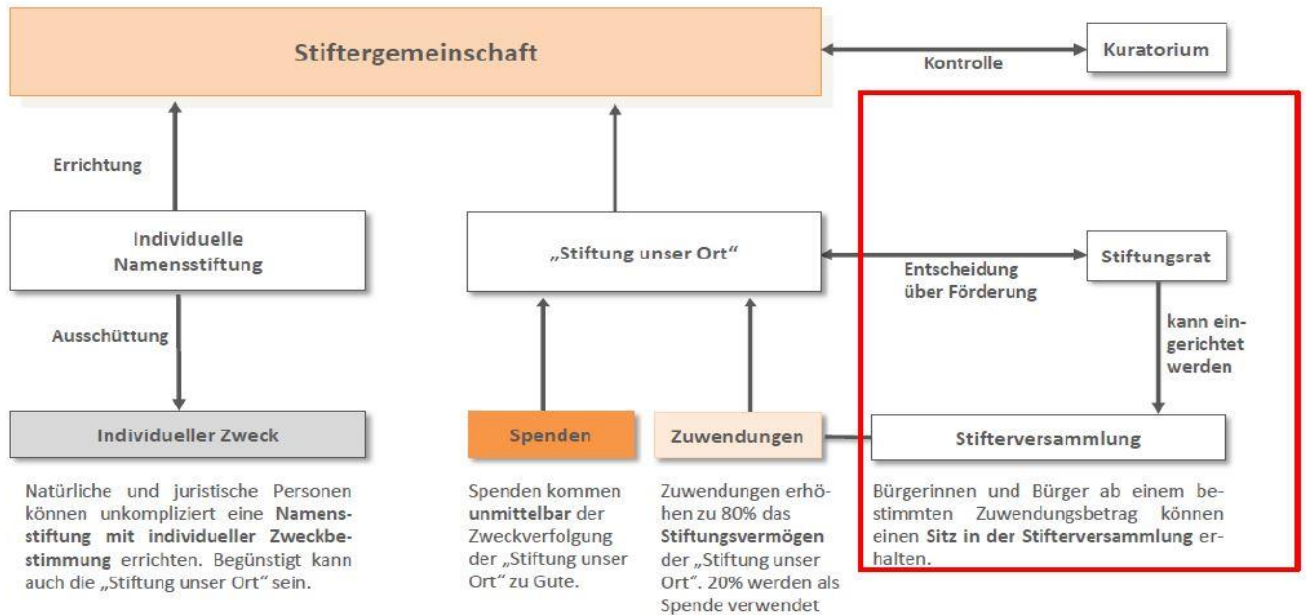 Stiftergemeinschaft
Kuratorium
Kontrolle
Errichtung
Individuelle
Namensstiftung
„Stiftung unser Ort“
Entscheidung
über Förderung
Stiftungsrat
Ausschüttung
kann ein-
gerichtet
werden
Individueller Zweck
Spenden
Zuwendungen
Stifterversammlung
Natürliche und juristische Personen
können unkompliziert eine Namens-
stiftung mit individueller Zweckbe-
stimmung errichten. Begünstigt kann
auch die „Stiftung unser Ort“ sein.
Spenden kommen
unmittelbar der
Zweckverfolgung
der „Stiftung unser
Ort“ zu Gute.
Zuwendungen erhö-
hen zu 80% das
Stiftungsvermögen
der „Stiftung unser
Ort“. 20% werden als
Spende verwendet
Bürgerinnen und Bürger ab einem be-
stimmten Zuwendungsbetrag können
einen Sitz in der Stifterversammlung er-
halten.